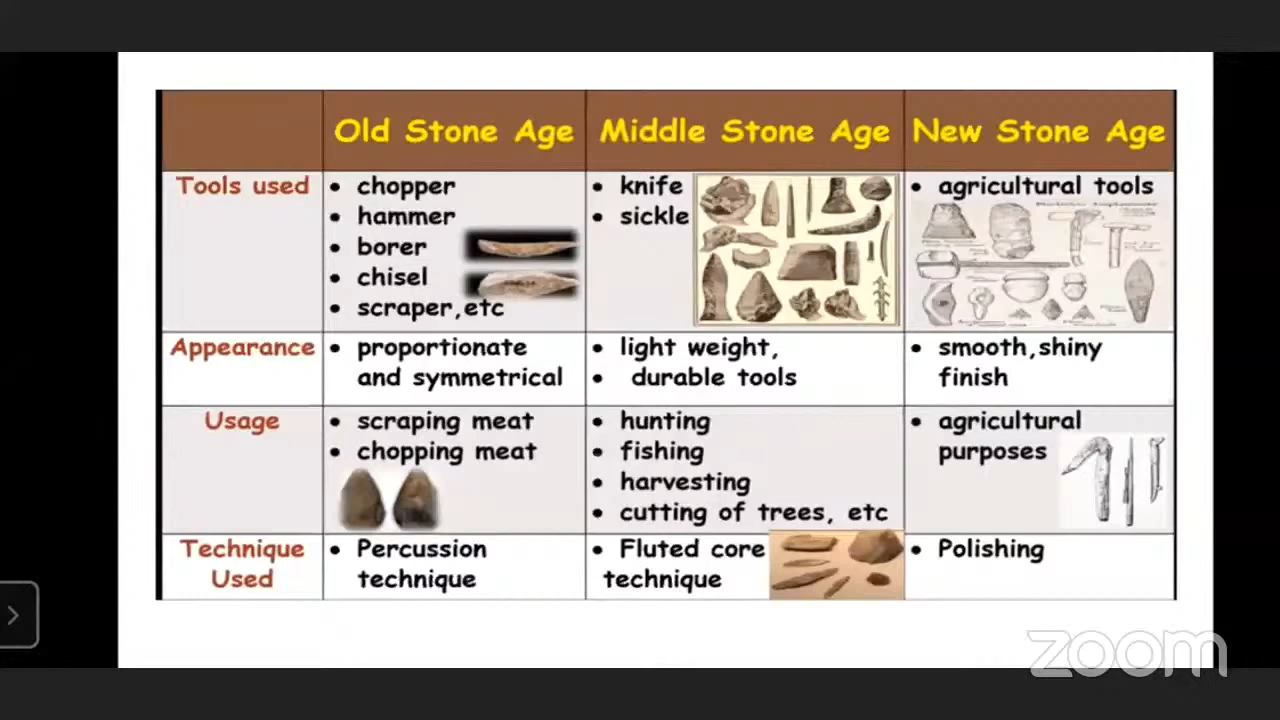 Old Stone Age
Middle Stone Age
New Stone Age
Tools used
• chopper
• hammer
• borer
• chisel
• scraper,etc
• knife
• sickle
• agricultural tools
Appearance
• proportionate
and symmetrical
• light weight,
• durable tools
• smooth,shiny
finish
Usage
• scraping meat
• chopping meat
• hunting
• fishing
• harvesting
• cutting of trees, etc
• agricultural
purposes
Technique
Used
• Percussion
technique
• Fluted core
technique
• Polishing
zoom